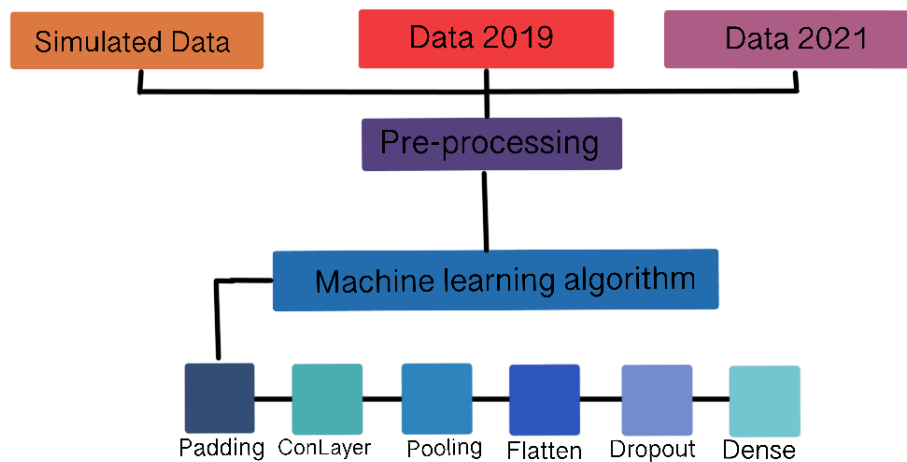 Simulated Data
Data 2019
Data 2021
Pre-processing
Machine learning algorithm
Padding
ConLayer
Pooling
Flatten
Dropout
Dense